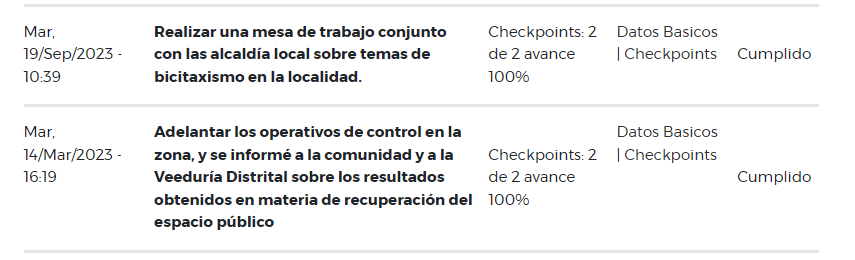 Mar,
19/Sep/2023 -
10:39
Realizar una mesa de trabajo conjunto
con las alcaldía local sobre temas de
bicitaxismo en la localidad.
Checkpoints: 2
de 2 avance
100%
Datos Basicos
| Checkpoints
Cumplido
Mar,
14/Mar/2023 -
16:19
Adelantar los operativos de control en la
zona, y se informé a la comunidad y a la
Veeduría Distrital sobre los resultados
obtenidos en materia de recuperación del
espacio público
Checkpoints: 2
de 2 avance
100%
Datos Basicos
| Checkpoints
Cumplido